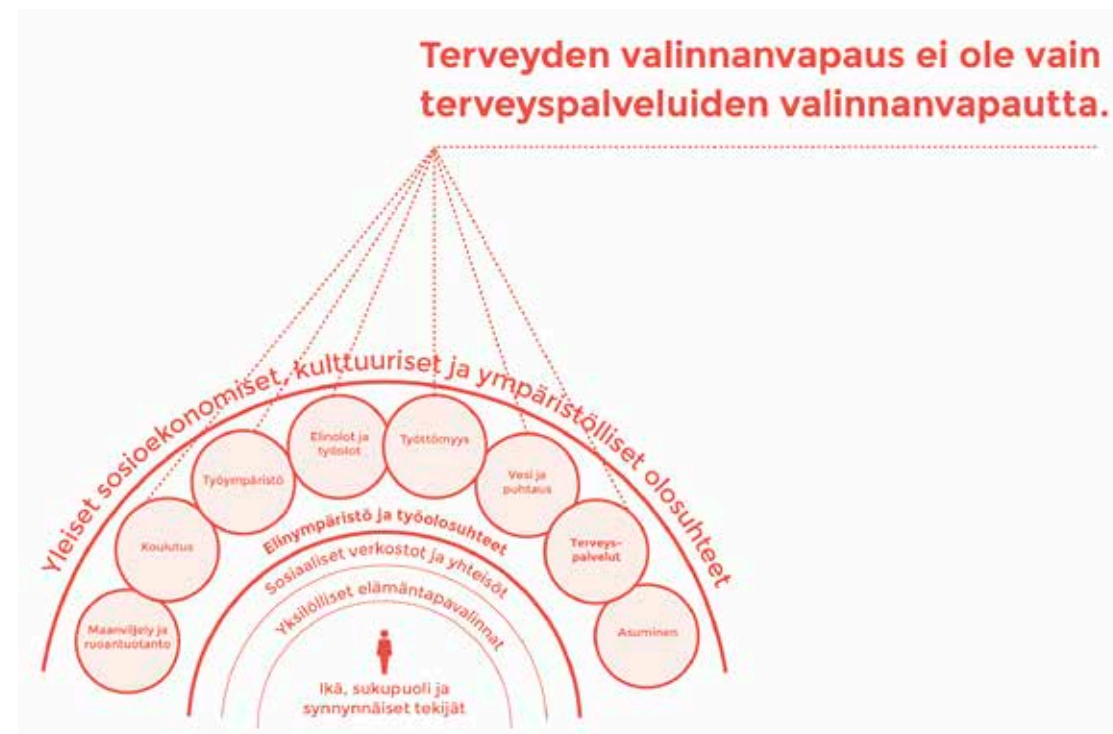 Terveyden valinnanvapaus ei ole vain
terveyspalveluiden valinnanvapautta.
Yleiset sosioekonomiset, kulttuuriset ja ympäristölliset olosuhteet
Maanviljely ja
ruoantuotanto
Koulutus
Työympäristö
Elinolot ja
työolot
Työttömyys
Vesi ja
puhtaus
Terveys-
palvelut
Asuminen
Elinympäristö ja työolosuhteet
Sosiaaliset verkostot ja yhteisöt
Yksilölliset elämäntapavalinnat
Ikä, sukupuoli ja
synnynnäiset tekijät